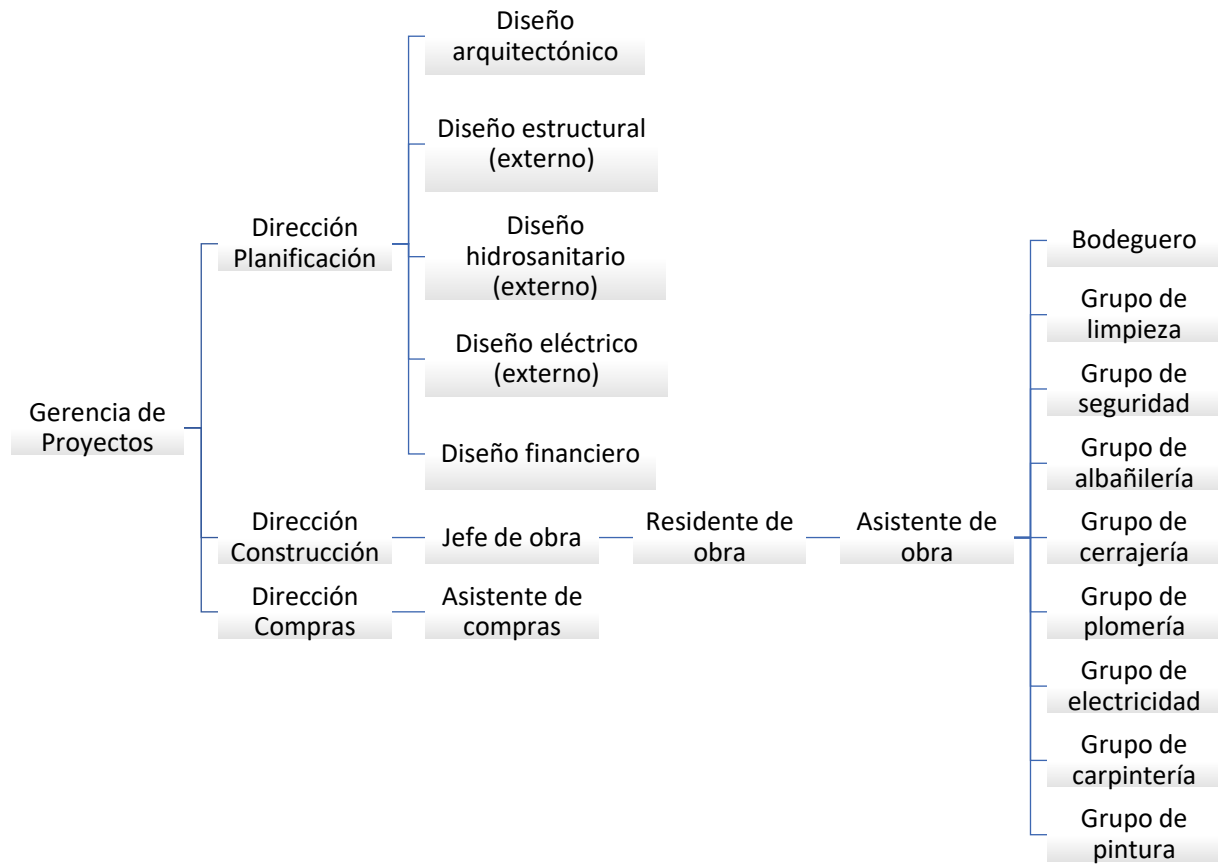 Gerencia de
Proyectos
Dirección
Planificación
Diseño
arquitectónico
Diseño estructural
(externo)
Diseño
hidrosanitario
(externo)
Diseño eléctrico
(externo)
Diseño financiero
Dirección
Construcción
Jefe de obra
Residente de
obra
Asistente de
obra
Bodeguero
Grupo de
limpieza
Grupo de
seguridad
Grupo de
albañilería
Grupo de
cerrajería
Grupo de
plomería
Grupo de
electricidad
Grupo de
carpintería
Grupo de
pintura
Dirección
Compras
Asistente de
compras